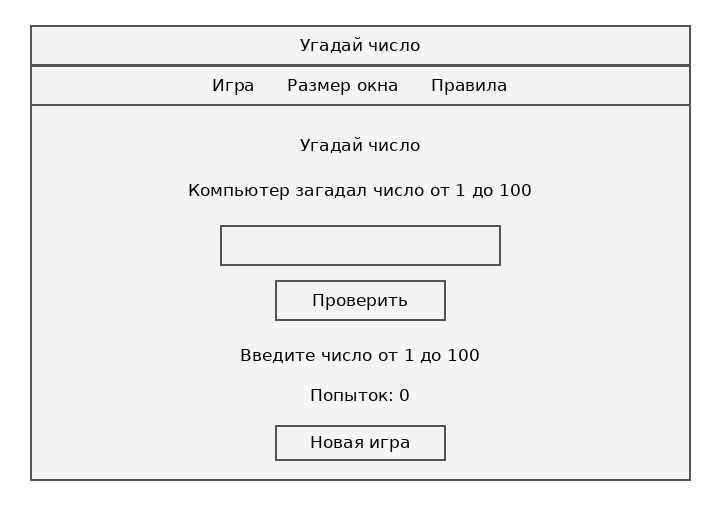 Угадай число
Игра Размер окна Правила
Угадай число
Компьютер загадал число от 1 до 100
Проверить
Введите число от 1 до 100
Попыток: 0
Новая игра